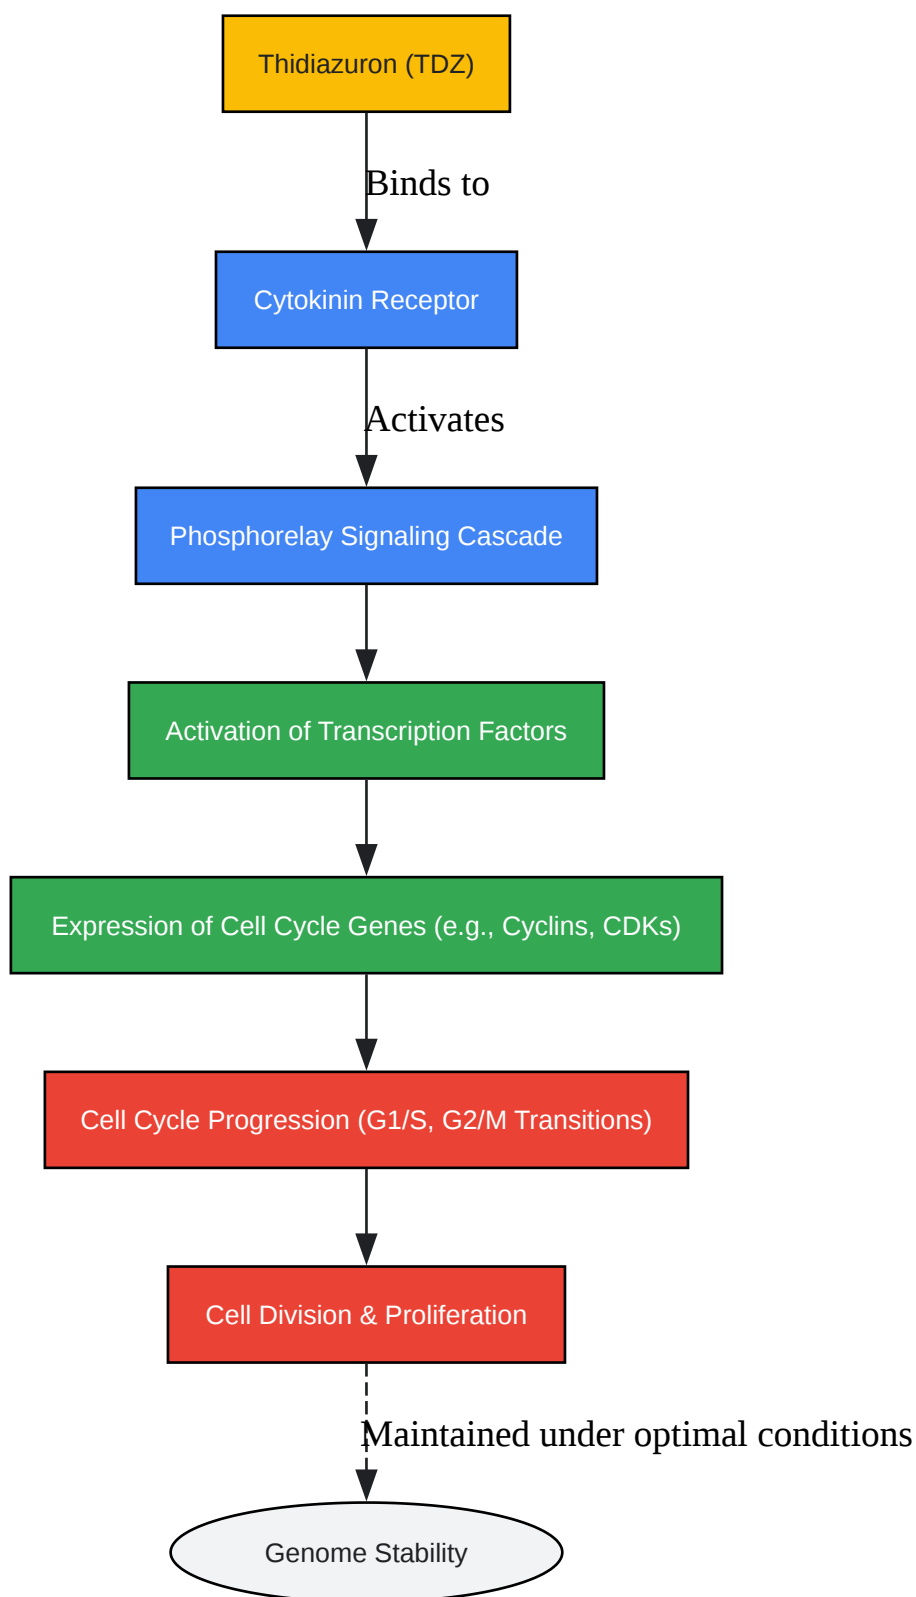 Thidiazuron (TDZ)
Binds to
Cytokinin Receptor
Activates
Phosphorelay Signaling Cascade
Activation of Transcription Factors
Expression of Cell Cycle Genes (e.g., Cyclins, CDKs)
Cell Cycle Progression (G1/S, G2/M Transitions)
Cell Division & Proliferation
Maintained under optimal conditions
Genome Stability